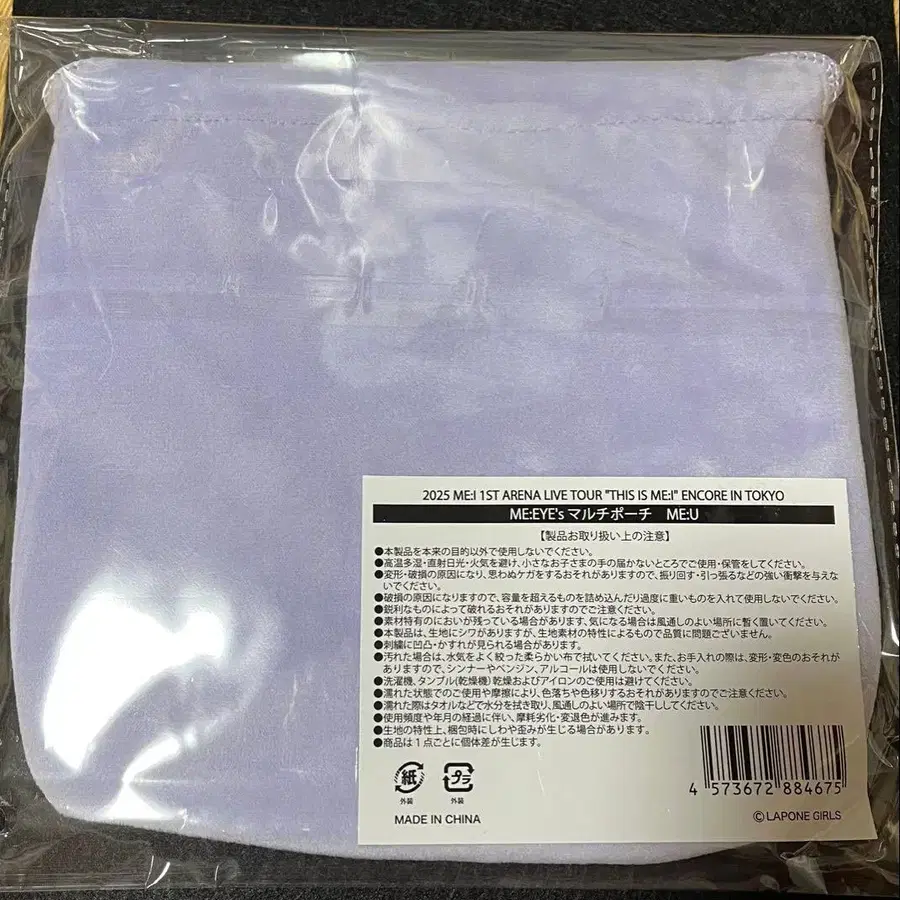 2025 ME:I 1ST ARENA LIVE TOUR "THIS IS ME:I" ENCORE IN TOKYO
ME:EYE's マルチポーチ ME:U
【製品お取り扱い上の注意】
●本製品を本来の目的以外で使用しないでください。
●高温多湿・直射日光・火気を避け、小さなお子さまの手の届かないところでご使用・保管をしてください。
●変形・破損の原因になり、思わぬケガをするおそれがありますので、振り回す・引っ張るなどの強い衝撃を与えな
いでください。
●破損の原因になりますので、容量を超えるものを詰め込んだり過度に重いものを入れて使用しないでください。
●鋭利なものによって破れるおそれがありますのでご注意ください。
●素材特有のにおいが残っている場合があります、気になる場合は風通しのよい場所に暫く置いてください。
●本製品は、生地にシワがありますが、生地素材の特性によるもので品質に問題ございません。
●刺繍に凹凸・かすれが見られる場合があります。
●汚れた場合は、水気をよく絞った柔らかい布で拭いてください。また、お手入れの際は、変形・変色のおそれがあり
ますので、シンナーやベンジン、アルコールは使用しないでください。
●洗濯機、タンブル(乾燥機)乾燥およびアイロンのご使用は避けてください。
●濡れた状態でのご使用や摩擦により、色落ちや色移りするおそれがありますのでご注意ください。
●濡れた際はタオルなどで水分を拭き取り、風通しのよい場所で陰干ししてください。
●使用頻度や年月の経過に伴い、摩耗劣化・変退色が進みます。
●生地の特性上、梱包時にしわや歪みが生じる場合があります。
●商品は1点ごとに個体差が生じます。
紙 プラ
外装 外装
4 573672 884675
MADE IN CHINA
©LAPONE GIRLS